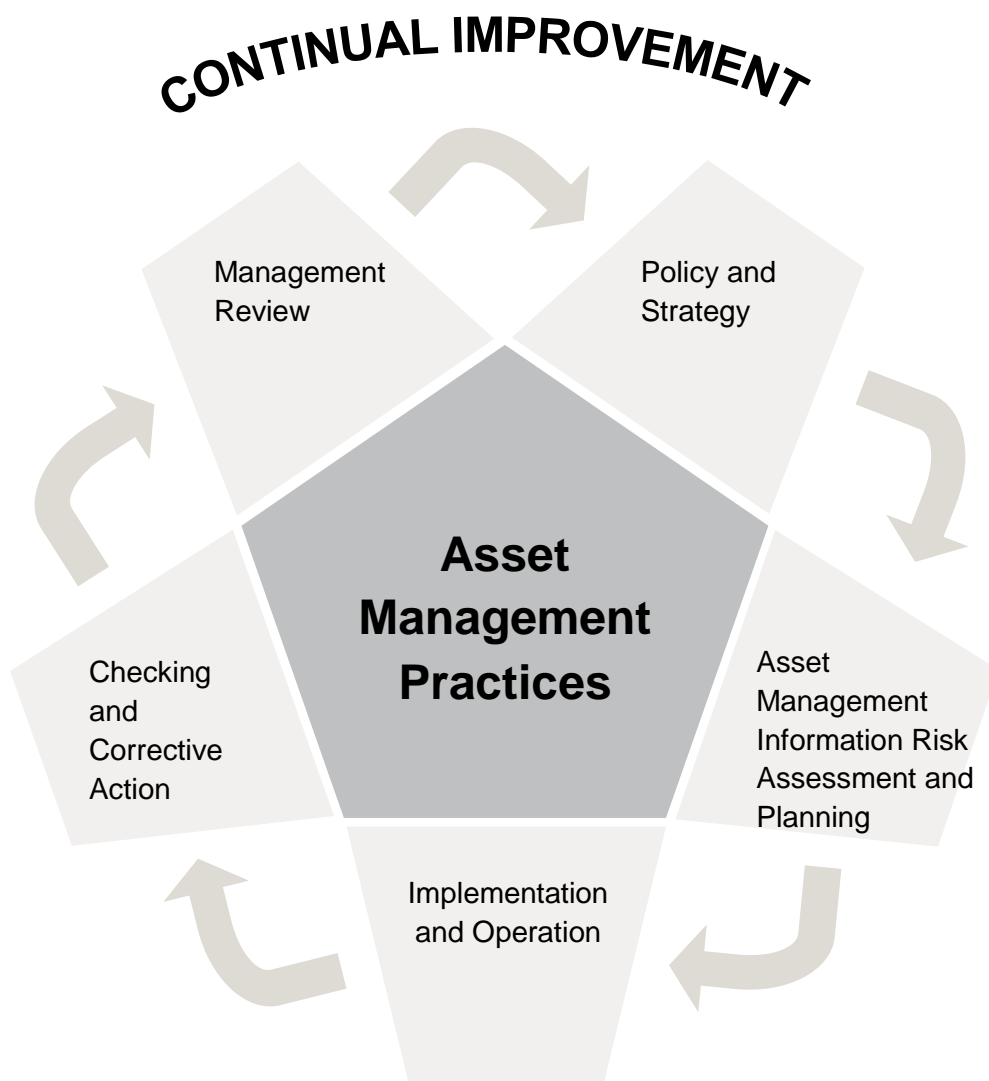 CONTINUAL IMPROVEMENT
Management
Review
Policy and
Strategy
Asset
Management
Practices
Checking
and
Corrective
Action
Asset
Management
Information Risk
Assessment and
Planning
Implementation
and Operation